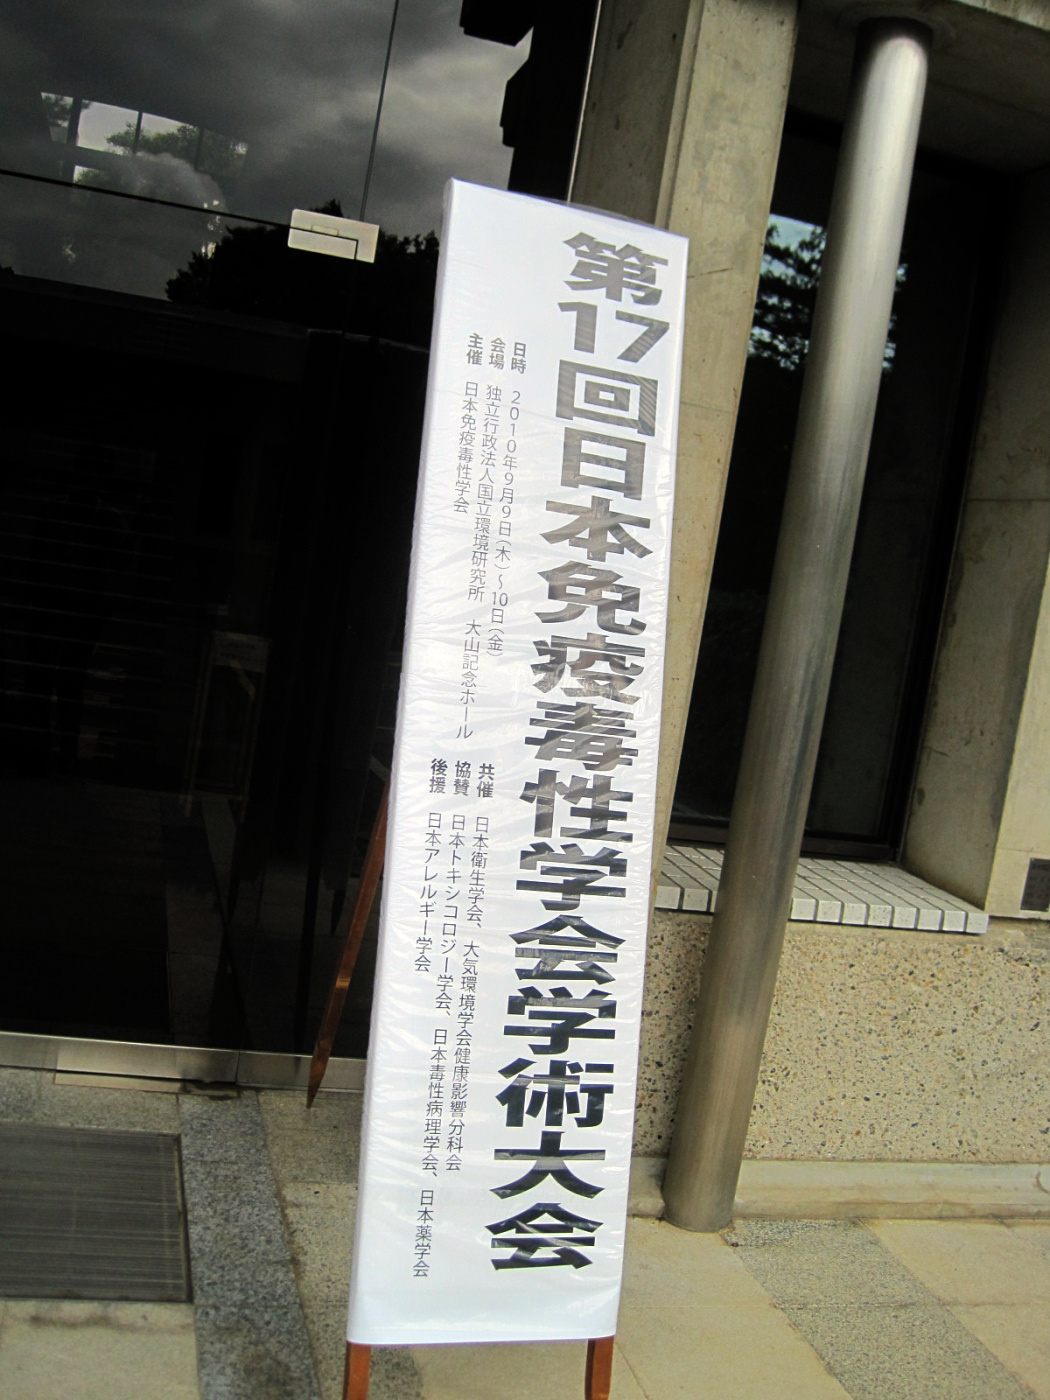 第17回日本免疫毒性学会学術大会
日時 2010年9月9日(木)～10日(金)
会場 独立行政法人国立環境研究所 大山記念ホール
主催 日本免疫毒性学会
共催 日本衛生学会、大気環境学会健康影響分科会
協賛 日本トキシコロジー学会、日本毒性病理学会、日本薬学会
後援 日本アレルギー学会